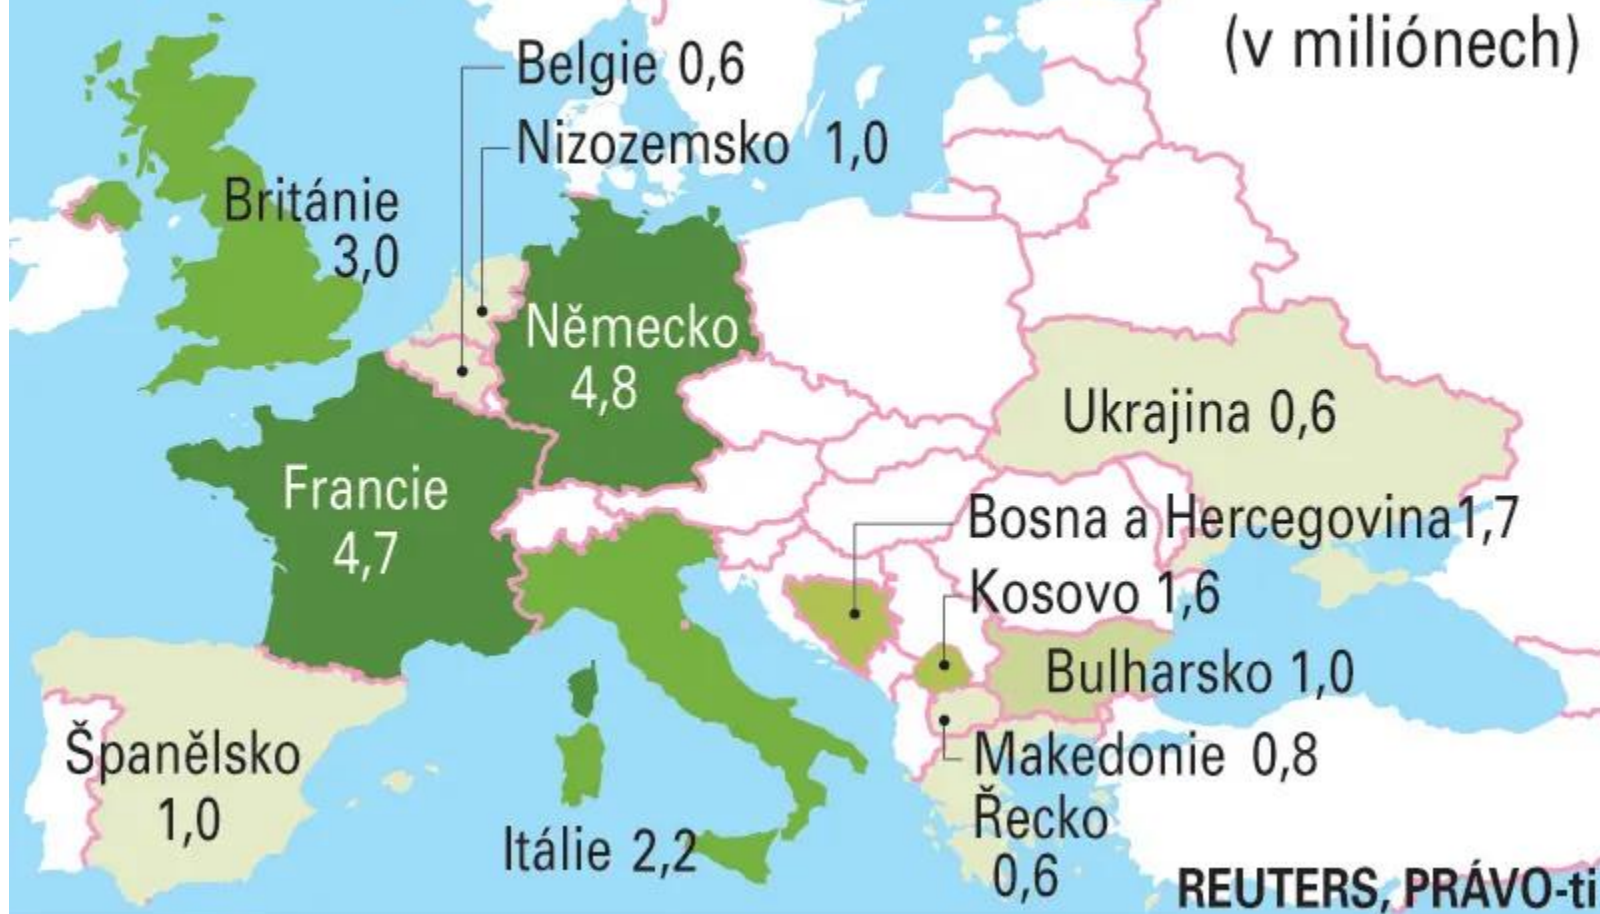 (v miliónech)
Belgie 0,6
Nizozemsko 1,0
Británie
3,0
Německo
4,8
Ukrajina 0,6
Francie
4,7
Bosna a Hercegovina 1,7
Kosovo 1,6
Bulharsko 1,0
Španělsko
1,0
Makedonie 0,8
Řecko
0,6
Itálie 2,2
REUTERS, PRÁVO-ti